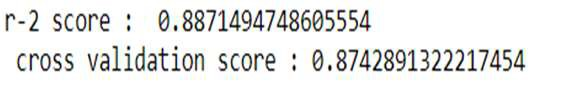 r-2 score :  0.8871494748605554
cross validation score : 0.8742891322217454